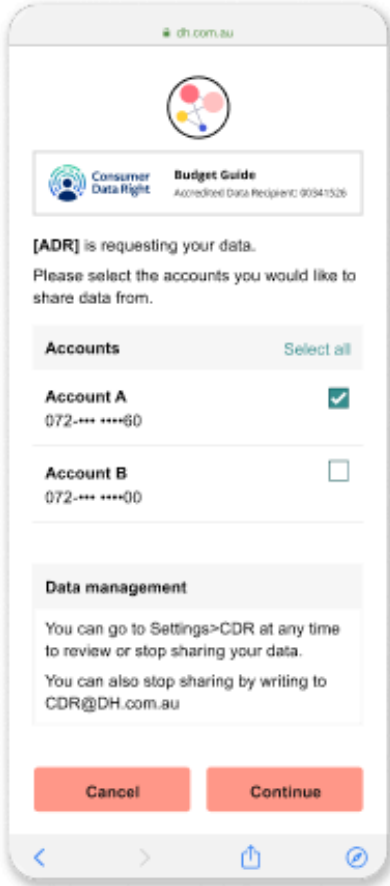 dh.com.au
Consumer
Data Right
Budget Guide
Accredited Data Recipient: 00341526
[ADR] is requesting your data.
Please select the accounts you would like to
share data from.
Accounts Select all
Account A
072-••• ••••60
Account B
072-••• ••••00
Data management
You can go to Settings>CDR at any time
to review or stop sharing your data.
You can also stop sharing by writing to
CDR@DH.com.au
Cancel Continue